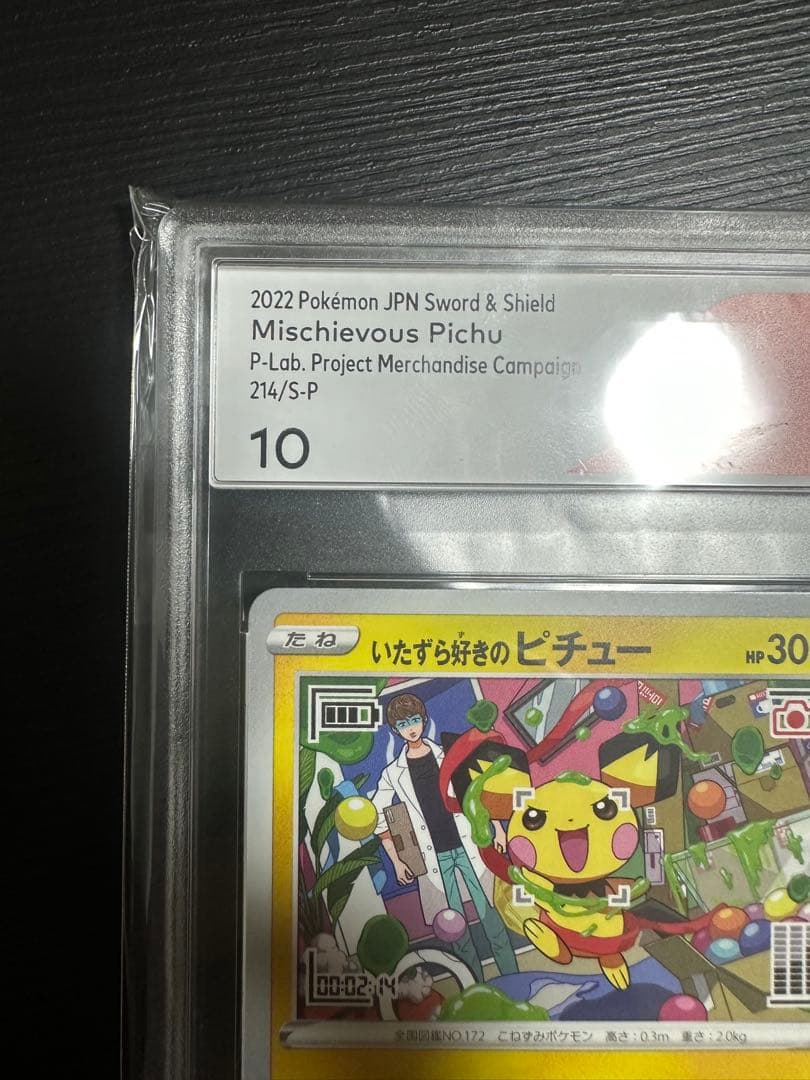 2022 Pokémon JPN Sword & Shield
Mischievous Pichu
P-Lab. Project Merchandise Campaign
214/S-P
10
たね いたずら好きのピチュー HP 30
00:02:14
全国図鑑NO.172 こねずみポケモン 高さ:0.3m 重さ:2.0kg